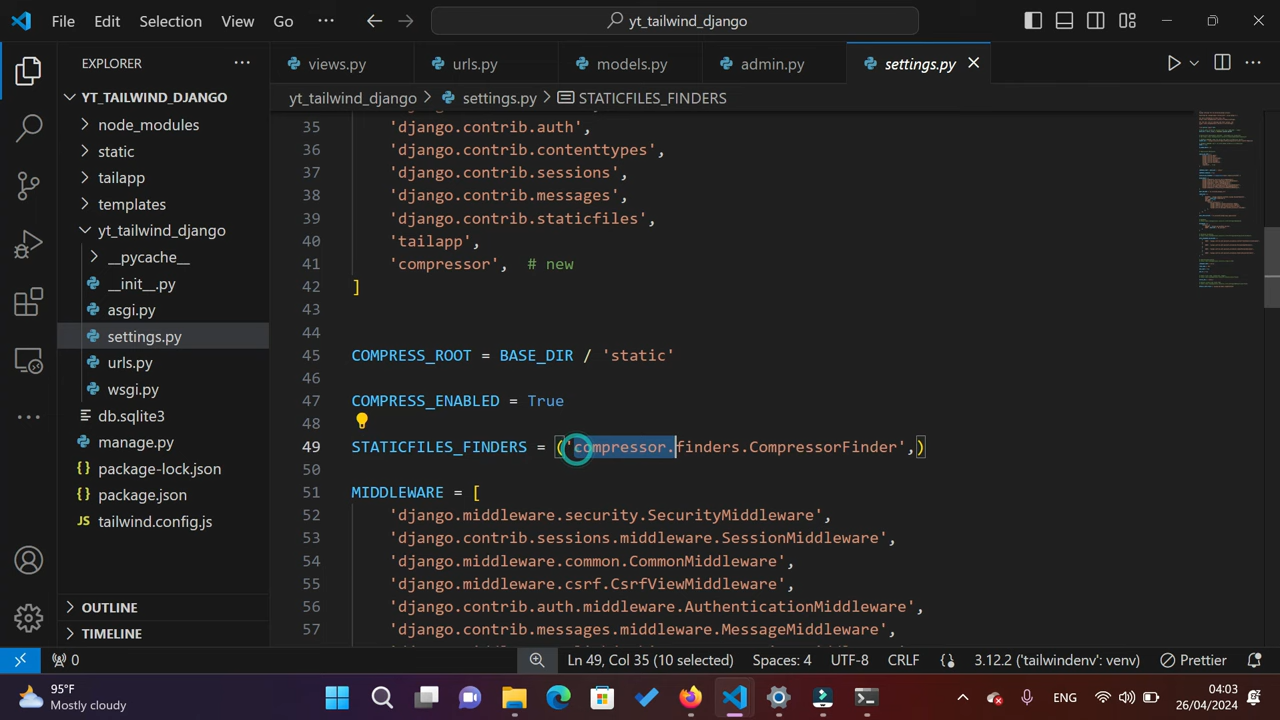 File Edit Selection View Go ··· yt_tailwind_django
EXPLORER ···
views.py urls.py models.py admin.py settings.py
YT_TAILWIND_DJANGO
node_modules
static
tailapp
templates
yt_tailwind_django
__pycache__
__init__.py
asgi.py
settings.py
urls.py
wsgi.py
db.sqlite3
manage.py
package-lock.json
package.json
tailwind.config.js
OUTLINE
TIMELINE
yt_tailwind_django > settings.py > STATICFILES_FINDERS
35 'django.contrib.auth',
36 'django.contrib.contenttypes',
37 'django.contrib.sessions',
38 'django.contrib.messages',
39 'django.contrib.staticfiles',
40 'tailapp',
41 'compressor', # new
42 ]
43
44
45 COMPRESS_ROOT = BASE_DIR / 'static'
46
47 COMPRESS_ENABLED = True
48
49 STATICFILES_FINDERS = ('compressor.finders.CompressorFinder',)
50
51 MIDDLEWARE = [
52 'django.middleware.security.SecurityMiddleware',
53 'django.contrib.sessions.middleware.SessionMiddleware',
54 'django.middleware.common.CommonMiddleware',
55 'django.middleware.csrf.CsrfViewMiddleware',
56 'django.contrib.auth.middleware.AuthenticationMiddleware',
57 'django.contrib.messages.middleware.MessageMiddleware',
0 Ln 49, Col 35 (10 selected) Spaces: 4 UTF-8 CRLF {} Python 3.12.2 ('tailwindenv': venv) Prettier
95°F
Mostly cloudy
ENG
04:03
26/04/2024